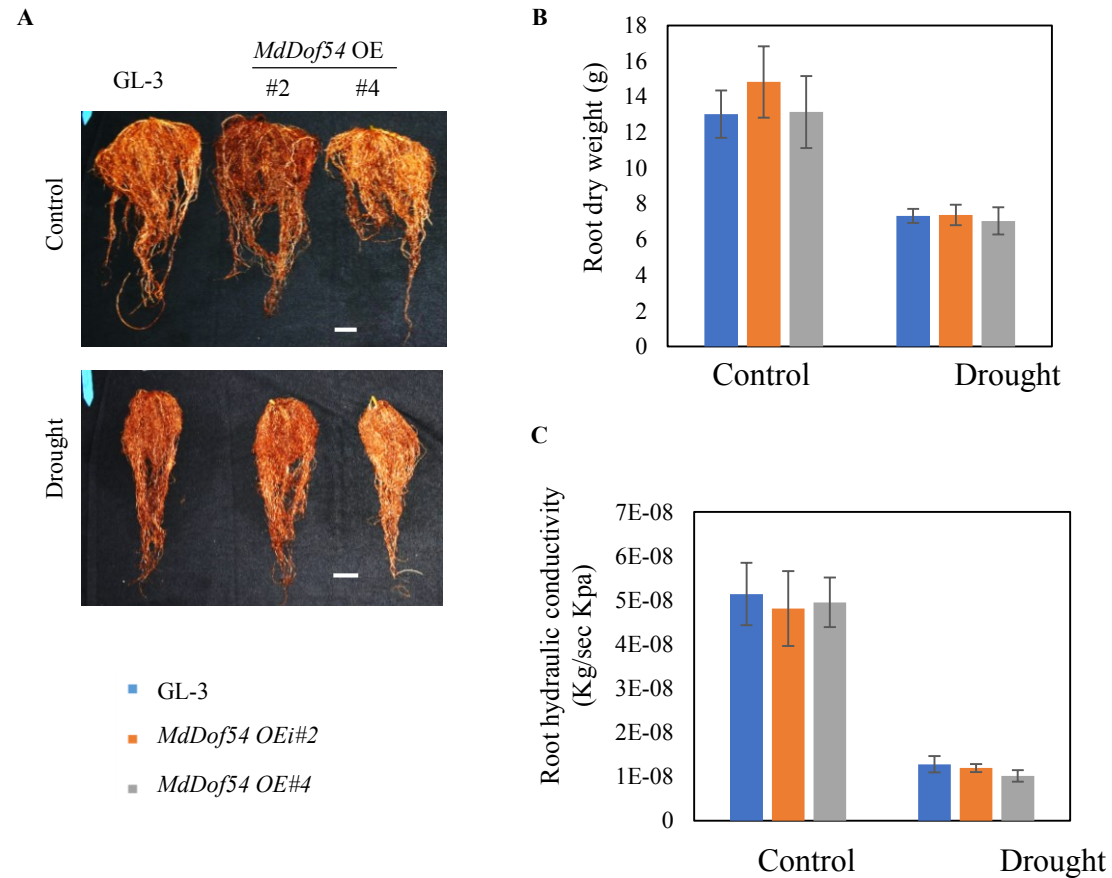 A
MdDof54 OE
GL-3
#2 #4
Control
Drought
GL-3
MdDof54 OEi#2
MdDof54 OE#4
B
Root dry weight (g)
18
16
14
12
10
8
6
4
2
0
Control Drought
C
Root hydraulic conductivity
(Kg/sec Kpa)
7E-08
6E-08
5E-08
4E-08
3E-08
2E-08
1E-08
0
Control Drought